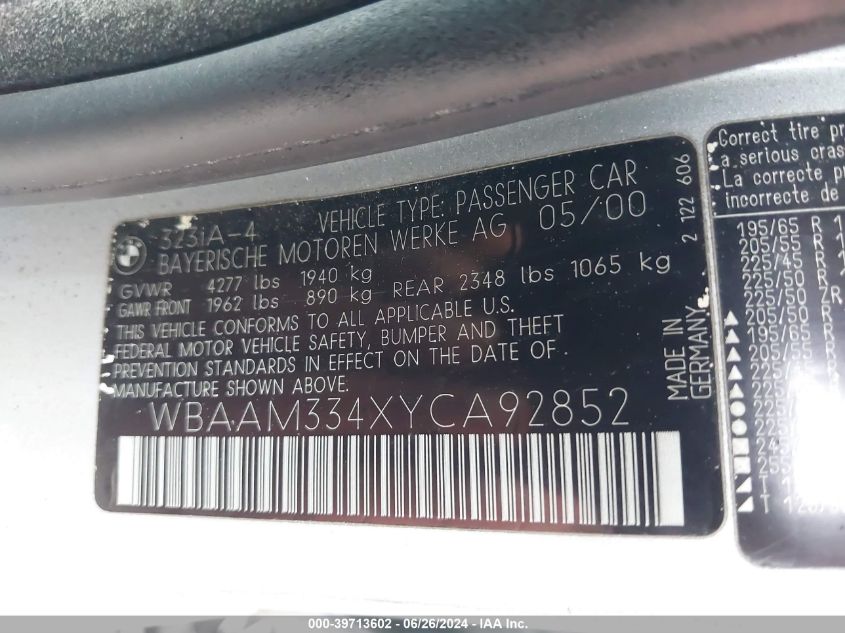 BMW
323iA-4 VEHICLE TYPE: PASSENGER CAR
BAYERISCHE MOTOREN WERKE AG 05/00
GVWR 4277 lbs 1940 kg
GAWR FRONT 1962 lbs 890 kg REAR 2348 lbs 1065 kg
THIS VEHICLE CONFORMS TO ALL APPLICABLE U.S.
FEDERAL MOTOR VEHICLE SAFETY, BUMPER AND THEFT
PREVENTION STANDARDS IN EFFECT ON THE DATE OF
MANUFACTURE SHOWN ABOVE.
WBAAM334XYCA92852
2 122 606
MADE IN
GERMANY
Correct tire
a serious
La correcte
incorrecte de
195/65 R
205/55 R
225/45 R
225/50 R
225/50 ZR
▲ 205/50 R
▲ 195/65
▲ 205/55
▲ 225/
● 225/
● 225/
000-39713602 - 06/26/2024 - IAA Inc.